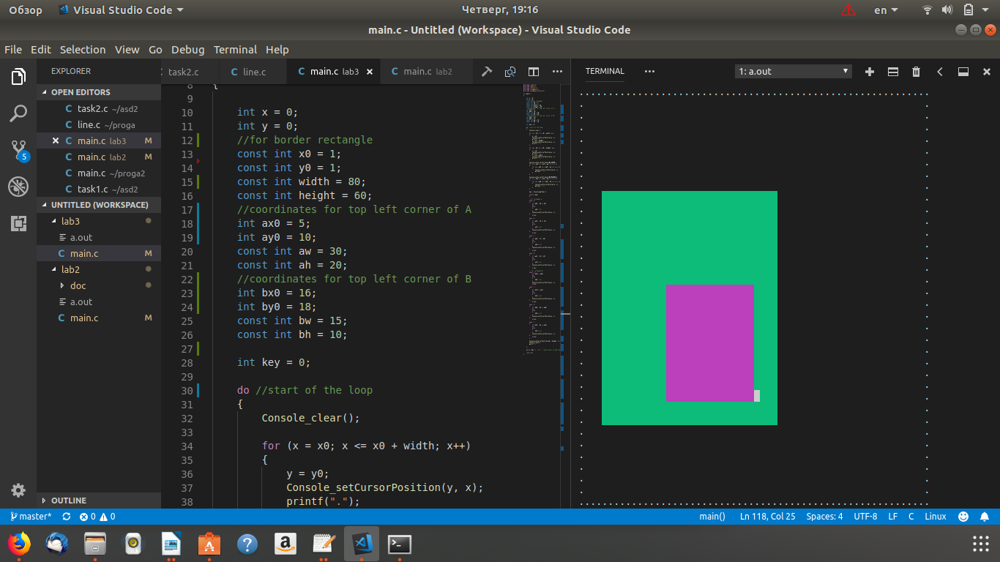 Обзор Visual Studio Code Четверг, 19:16 en
main.c - Untitled (Workspace) - Visual Studio Code
File Edit Selection View Go Debug Terminal Help
EXPLORER
OPEN EDITORS
task2.c ~/asd2
line.c ~/proga
main.c lab3 M
main.c lab2 M
main.c ~/proga2
task1.c ~/asd2
UNTITLED (WORKSPACE)
lab3
a.out
main.c M
lab2
doc
a.out
main.c M
OUTLINE
5
task2.c C line.c C main.c lab3 C main.c lab2
8 {
9
10 int x = 0;
11 int y = 0;
12 //for border rectangle
13 const int x0 = 1;
14 const int y0 = 1;
15 const int width = 80;
16 const int height = 60;
17 //coordinates for top left corner of A
18 int ax0 = 5;
19 int ay0 = 10;
20 const int aw = 30;
21 const int ah = 20;
22 //coordinates for top left corner of B
23 int bx0 = 16;
24 int by0 = 18;
25 const int bw = 15;
26 const int bh = 10;
27
28 int key = 0;
29
30 do //start of the loop
31 {
32 Console_clear();
33
34 for (x = x0; x <= x0 + width; x++)
35 {
36 y = y0;
37 Console_setCursorPosition(y, x);
38 printf(".");
TERMINAL 1: a.out
master* 0 0 main() Ln 118, Col 25 Spaces: 4 UTF-8 LF C Linux